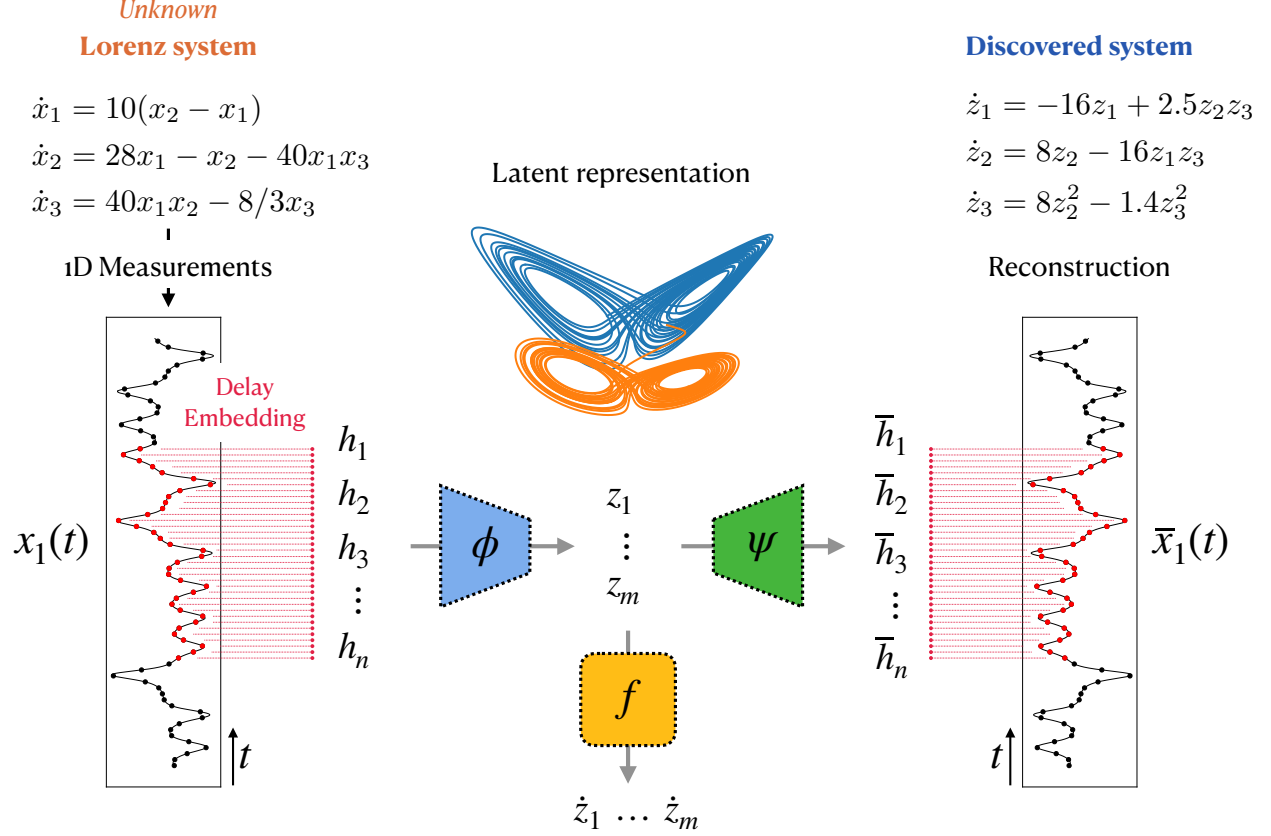 Unknown
Lorenz system
ẋ₁ = 10(x₂ − x₁)
ẋ₂ = 28x₁ − x₂ − 40x₁x₃
ẋ₃ = 40x₁x₂ − 8/3x₃
1D Measurements
Latent representation
Discovered system
ż₁ = −16z₁ + 2.5z₂z₃
ż₂ = 8z₂ − 16z₁z₃
ż₃ = 8z₂² − 1.4z₃²
Reconstruction
Delay
Embedding
x₁(t)
t
h₁
h₂
h₃
⋯
hₙ
ϕ
z₁
⋮
zₘ
ψ
f
ż₁ … żₘ
h̅₁
h̅₂
h̅₃
⋮
h̅ₙ
x̅₁(t)
t